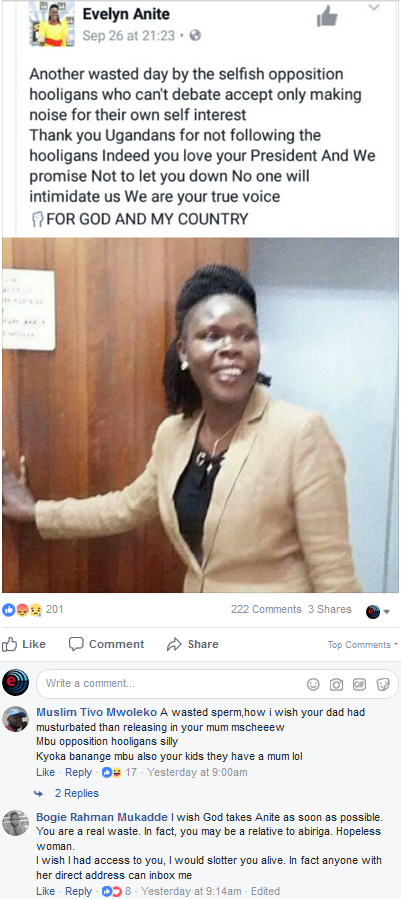 Evelyn Anite
Sep 26 at 21:23 •
Another wasted day by the selfish opposition
hooligans who can't debate accept only making
noise for their own self interest
Thank you Ugandans for not following the
hooligans Indeed you love your President And We
promise Not to let you down No one will
intimidate us We are your true voice
FOR GOD AND MY COUNTRY
201
222 Comments 3 Shares
Like Comment Share Top Comments
Write a comment...
Muslim Tivo Mwoleko A wasted sperm,how i wish your dad had
musturbated than releasing in your mum mscheeew
Mbu opposition hooligans silly
Kyoka banange mbu also your kids they have a mum lol
Like · Reply · 17 · Yesterday at 9:00am
2 Replies
Bogie Rahman Mukadde I wish God takes Anite as soon as possible.
You are a real waste. In fact, you may be a relative to abiriga. Hopeless
woman.
I wish I had access to you, I would slotter you alive. In fact anyone with
her direct address can inbox me
Like · Reply · 8 · Yesterday at 9:14am · Edited